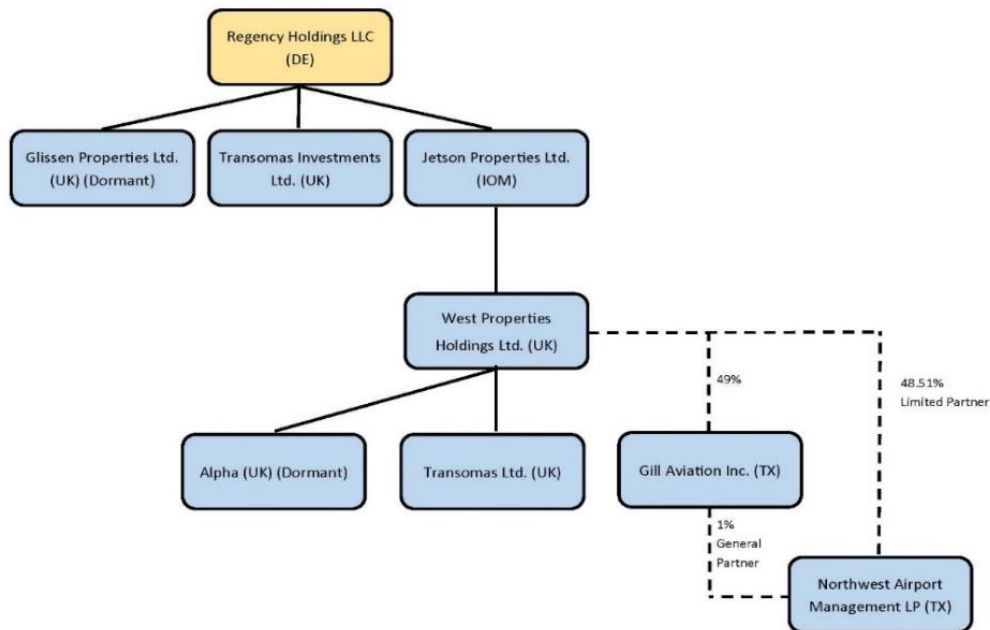 Regency Holdings LLC
(DE)
Glissen Properties Ltd.
(UK) (Dormant)
Transomas Investments
Ltd. (UK)
Jetson Properties Ltd.
(IOM)
West Properties
Holdings Ltd. (UK)
49%
48.51%
Limited Partner
Alpha (UK) (Dormant)
Transomas Ltd. (UK)
Gill Aviation Inc. (TX)
1%
General
Partner
Northwest Airport
Management LP (TX)